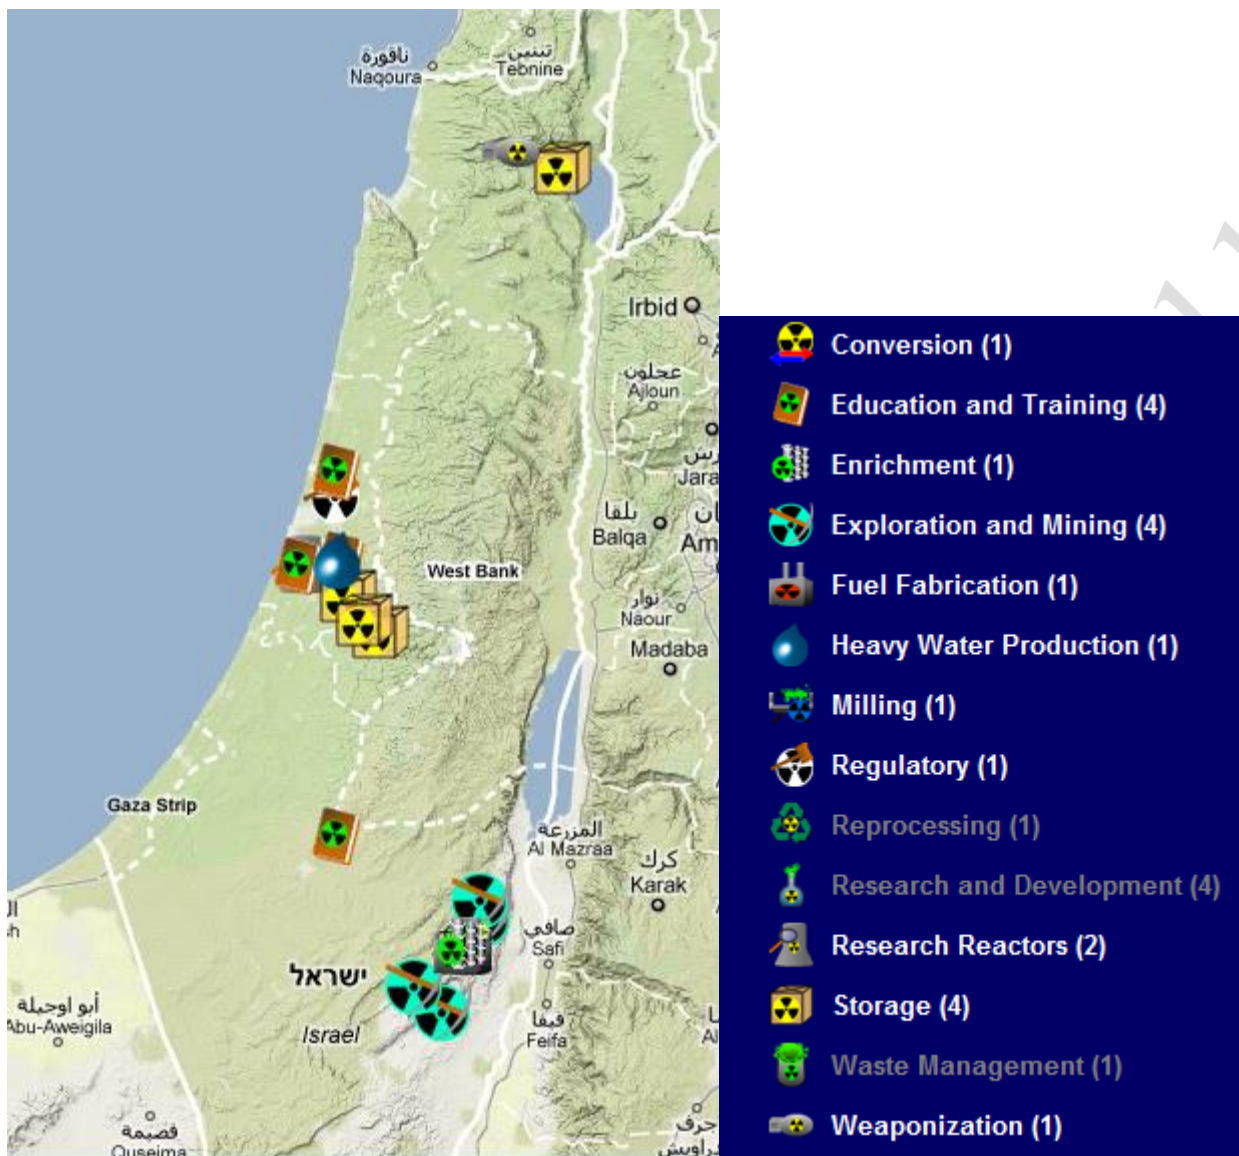 تبنين
Tebnine
ناقورة
Naqoura
Irbid
عجلون
Ajloun
Jara
بلقا
Balqa
Am
West Bank
نوار
Naour
Madaba
Gaza Strip
المزرعة
Al Mazraa
كرك
Karak
صافي
Safi
ישראל
Israel
أبو اوجيلة
Abu-Aweigila
فيفا
Feifa
قصيمة
Quseima
جرف
Conversion (1)
Education and Training (4)
Enrichment (1)
Exploration and Mining (4)
Fuel Fabrication (1)
Heavy Water Production (1)
Milling (1)
Regulatory (1)
Reprocessing (1)
Research and Development (4)
Research Reactors (2)
Storage (4)
Waste Management (1)
Weaponization (1)